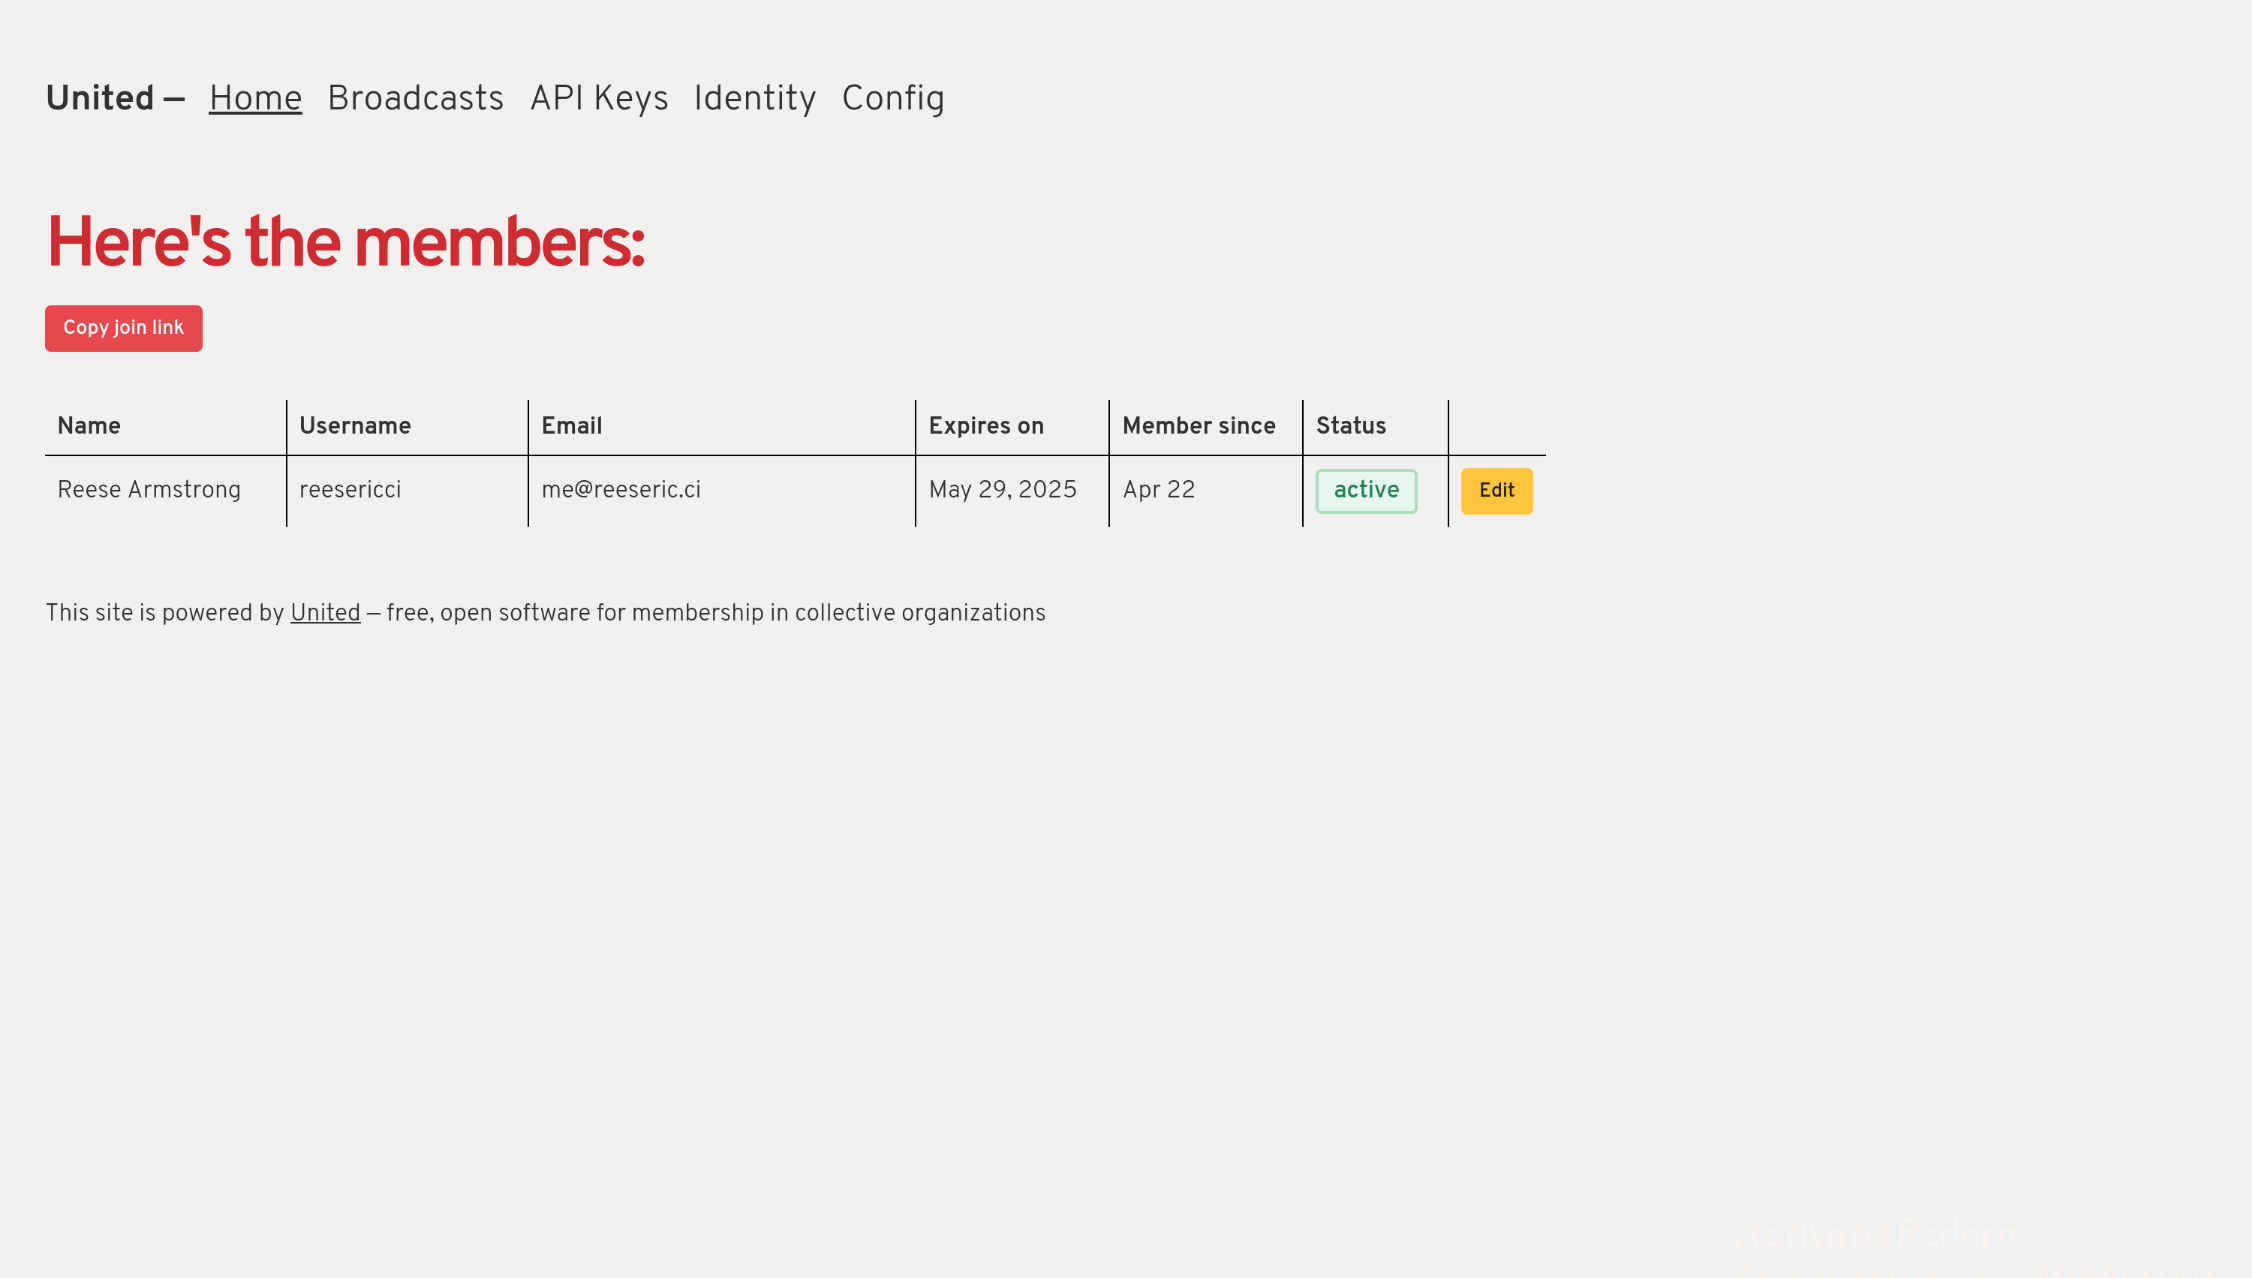 United — Home Broadcasts API Keys Identity Config
Here's the members:
Copy join link
Name Username Email Expires on Member since Status
Reese Armstrong reesericci me@reeseric.ci May 29, 2025 Apr 22 active Edit
This site is powered by United — free, open software for membership in collective organizations
Activate Fedora